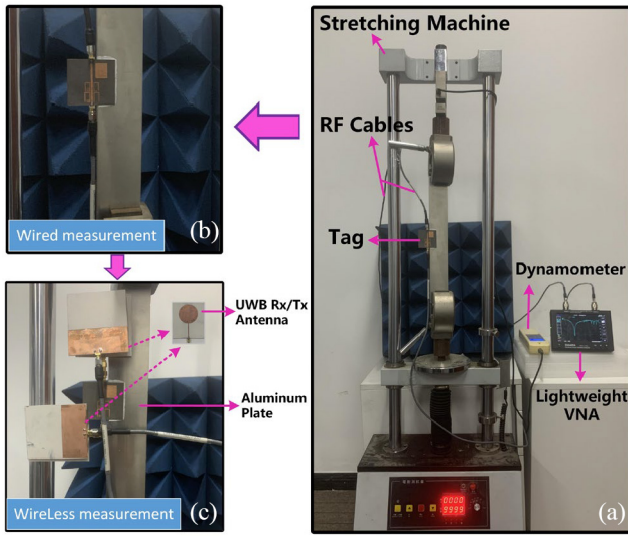 Stretching Machine
RF Cables
Tag
Dynamometer
Lightweight
VNA
(a)
(b)
Wired measurement
UWB Rx/Tx
Antenna
Aluminum
Plate
WireLess measurement
(c)
0000
9999